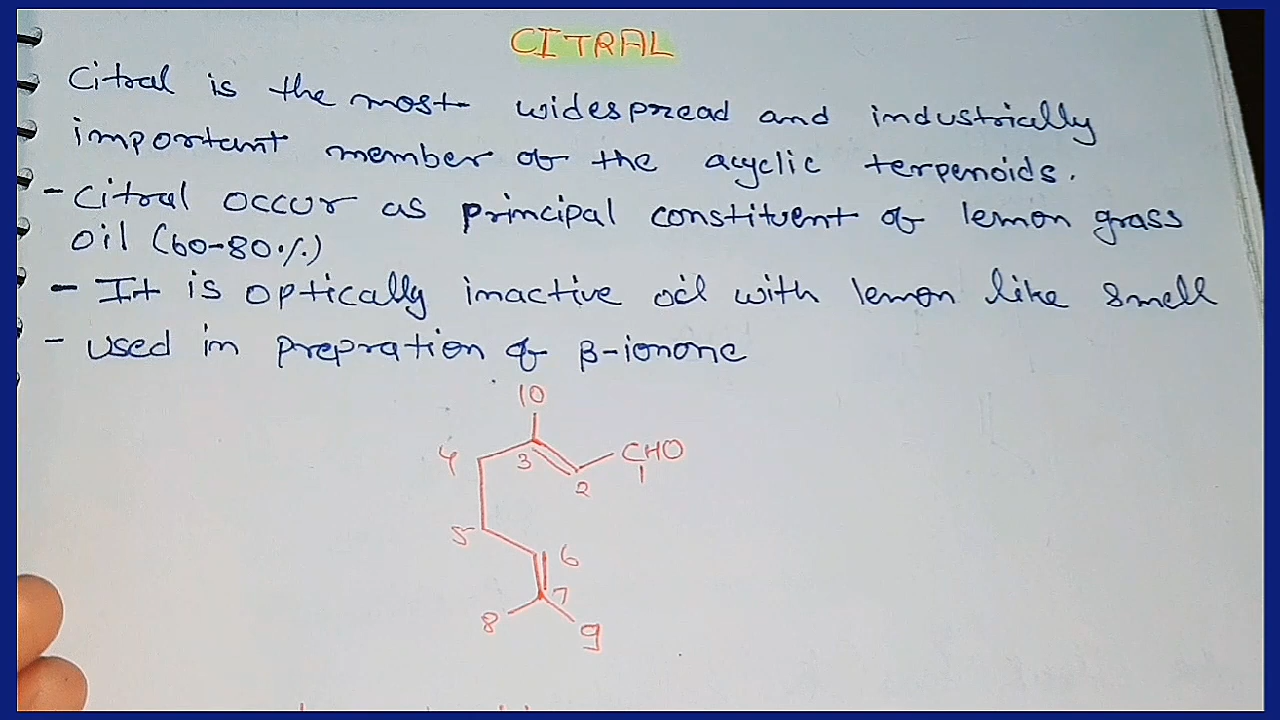 CITRAL
Citral is the most widespread and industrially
important member of the acyclic terpenoids.
- Citral occur as principal constituent of lemon grass
oil (60-80%)
- It is optically inactive oil with lemon like smell
- used in prepration of β-ionone
10
4
3
CHO
1
2
5
6
7
8
9